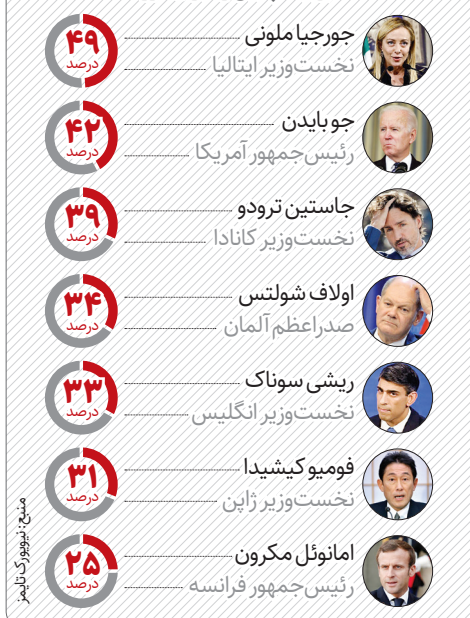 جورجیا ملونی
نخست‌وزیر ایتالیا
۴۹
درصد
جو بایدن
رئیس‌جمهور آمریکا
۴۲
درصد
جاستین ترودو
نخست‌وزیر کانادا
۳۹
درصد
اولاف شولتس
صدراعظم آلمان
۳۴
درصد
ریشی سوناک
نخست‌وزیر انگلیس
۳۳
درصد
فومیو کیشیدا
نخست‌وزیر ژاپن
۳۱
درصد
امانوئل مکرون
رئیس‌جمهور فرانسه
۲۵
درصد
منبع: نیویورک تایمز